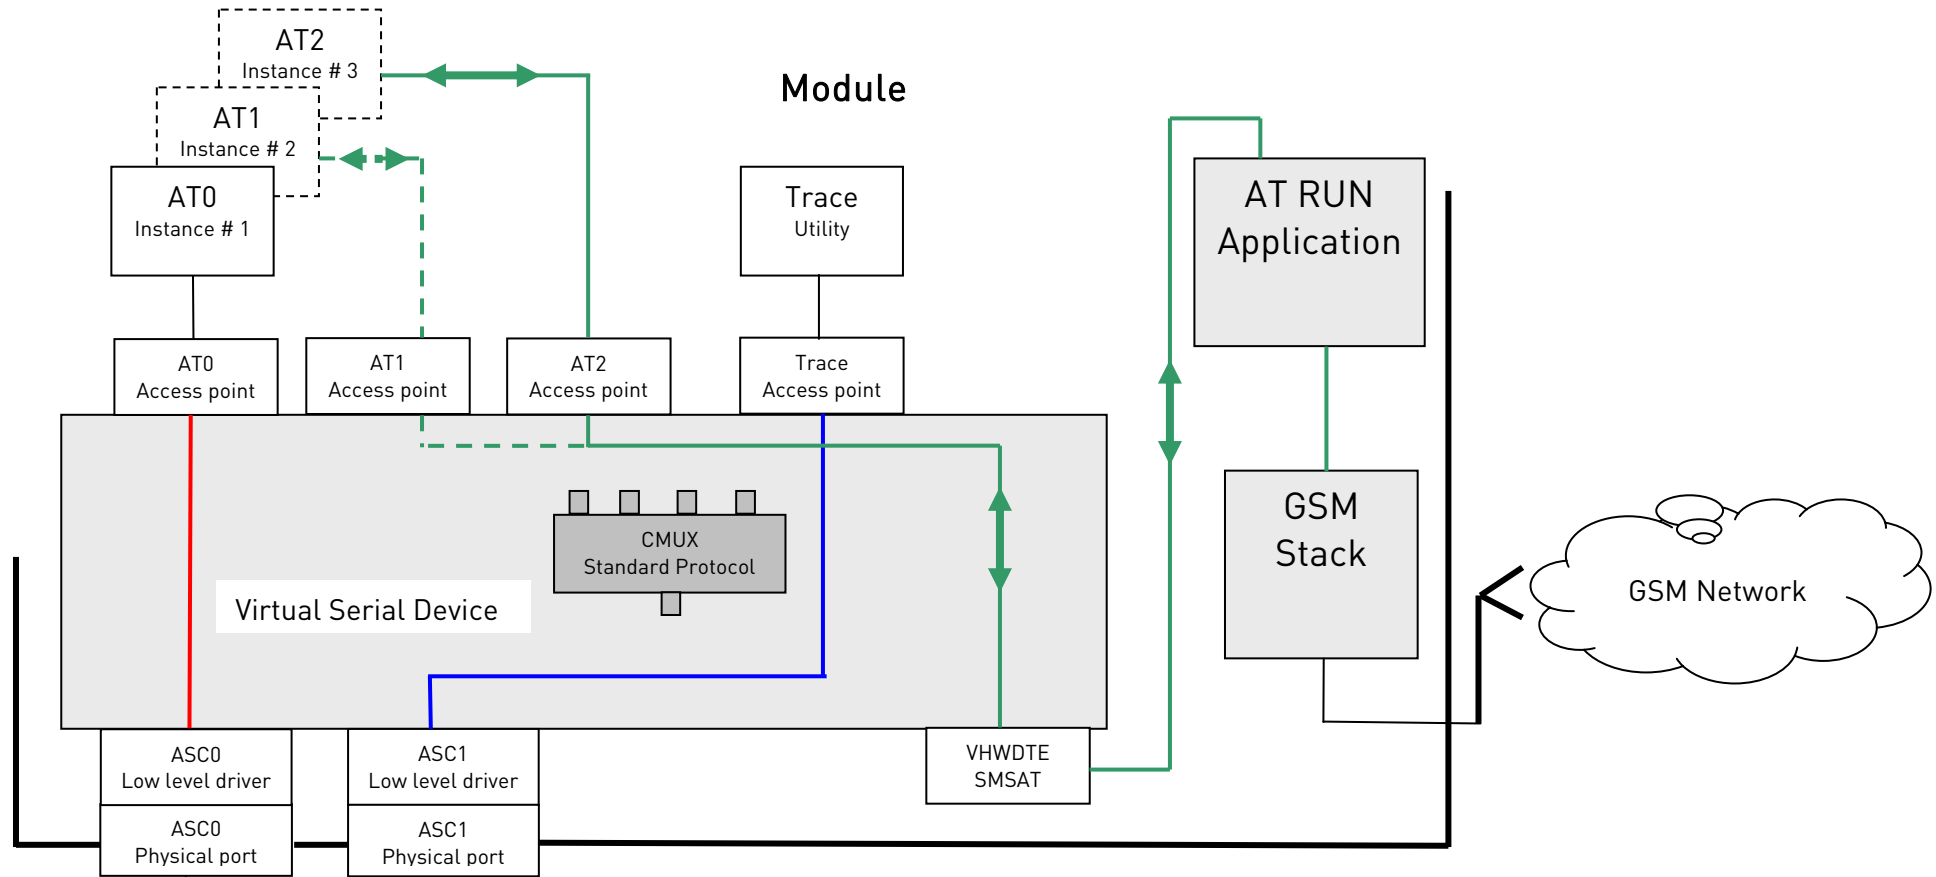 AT2
Instance # 3
Module
AT1
Instance # 2
AT0
Instance # 1
Trace
Utility
AT RUN
Application
AT0
Access point
AT1
Access point
AT2
Access point
Trace
Access point
CMUX
Standard Protocol
Virtual Serial Device
GSM
Stack
GSM Network
ASC0
Low level driver
ASC1
Low level driver
VHWDTE
SMSAT
ASC0
Physical port
ASC1
Physical port